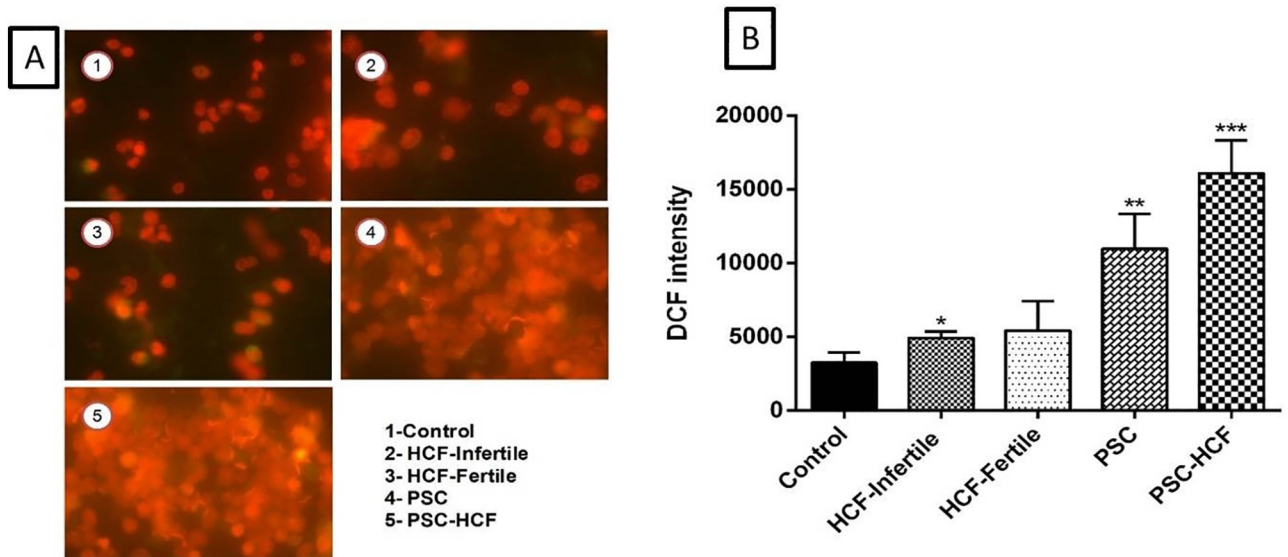 A
1
2
3
4
5
1-Control
2- HCF-Infertile
3- HCF-Fertile
4- PSC
5- PSC-HCF
B
DCF intensity
20000
15000
10000
5000
0
*
**
***
Control
HCF-Infertile
HCF-Fertile
PSC
PSC-HCF